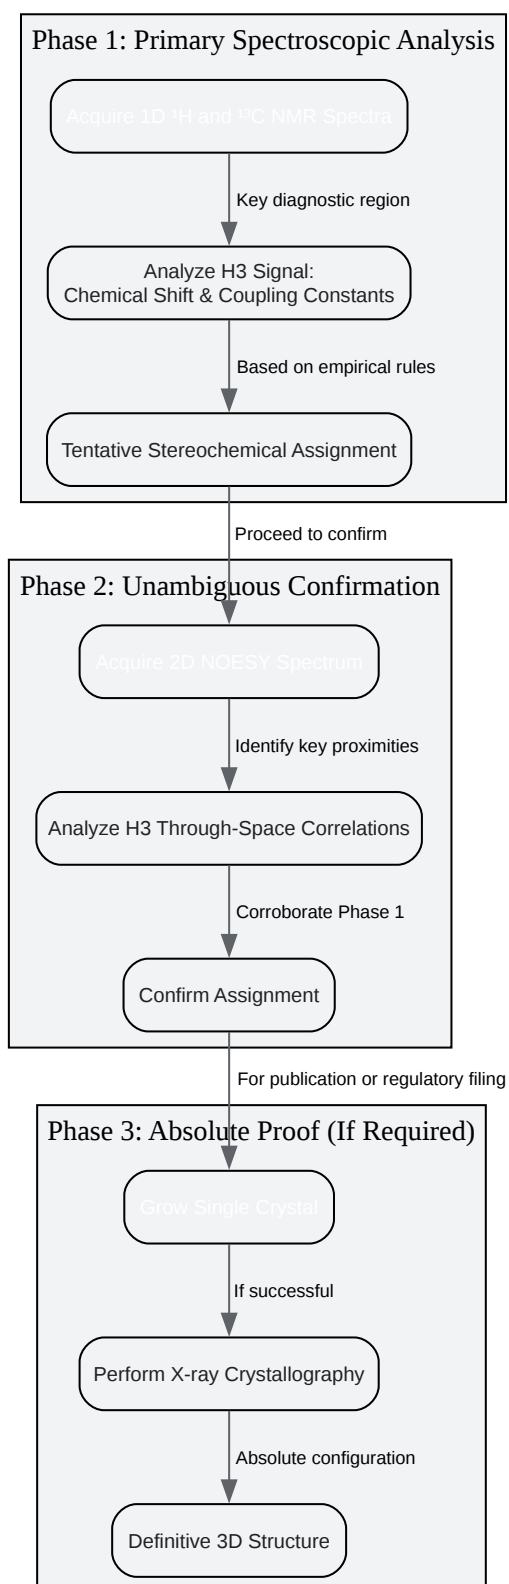 Phase 1: Primary Spectroscopic Analysis
Acquire 1D ¹H and ¹³C NMR Spectra
Key diagnostic region
Analyze H3 Signal:
Chemical Shift & Coupling Constants
Based on empirical rules
Tentative Stereochemical Assignment
Proceed to confirm
Phase 2: Unambiguous Confirmation
Acquire 2D NOESY Spectrum
Identify key proximities
Analyze H3 Through-Space Correlations
Corroborate Phase 1
Confirm Assignment
For publication or regulatory filing
Phase 3: Absolute Proof (If Required)
Grow Single Crystal
If successful
Perform X-ray Crystallography
Absolute configuration
Definitive 3D Structure